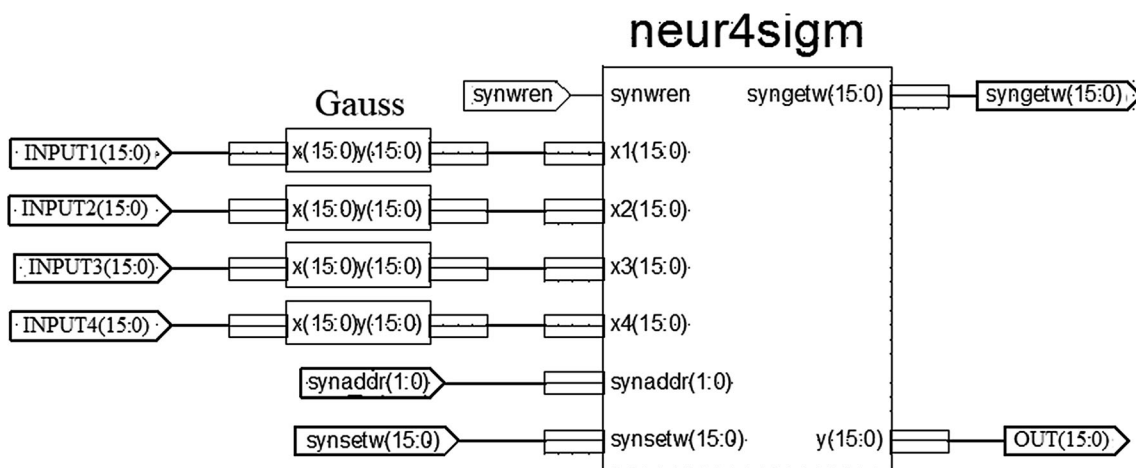 neur4sigm
Gauss
synwren synwren syngetw(15:0) syngetw(15:0)
INPUT1(15:0) x(15:0)y(15:0) x1(15:0)
INPUT2(15:0) x(15:0)y(15:0) x2(15:0)
INPUT3(15:0) x(15:0)y(15:0) x3(15:0)
INPUT4(15:0) x(15:0)y(15:0) x4(15:0)
synaddr(1:0) synaddr(1:0)
synsetw(15:0) synsetw(15:0) y(15:0) OUT(15:0)